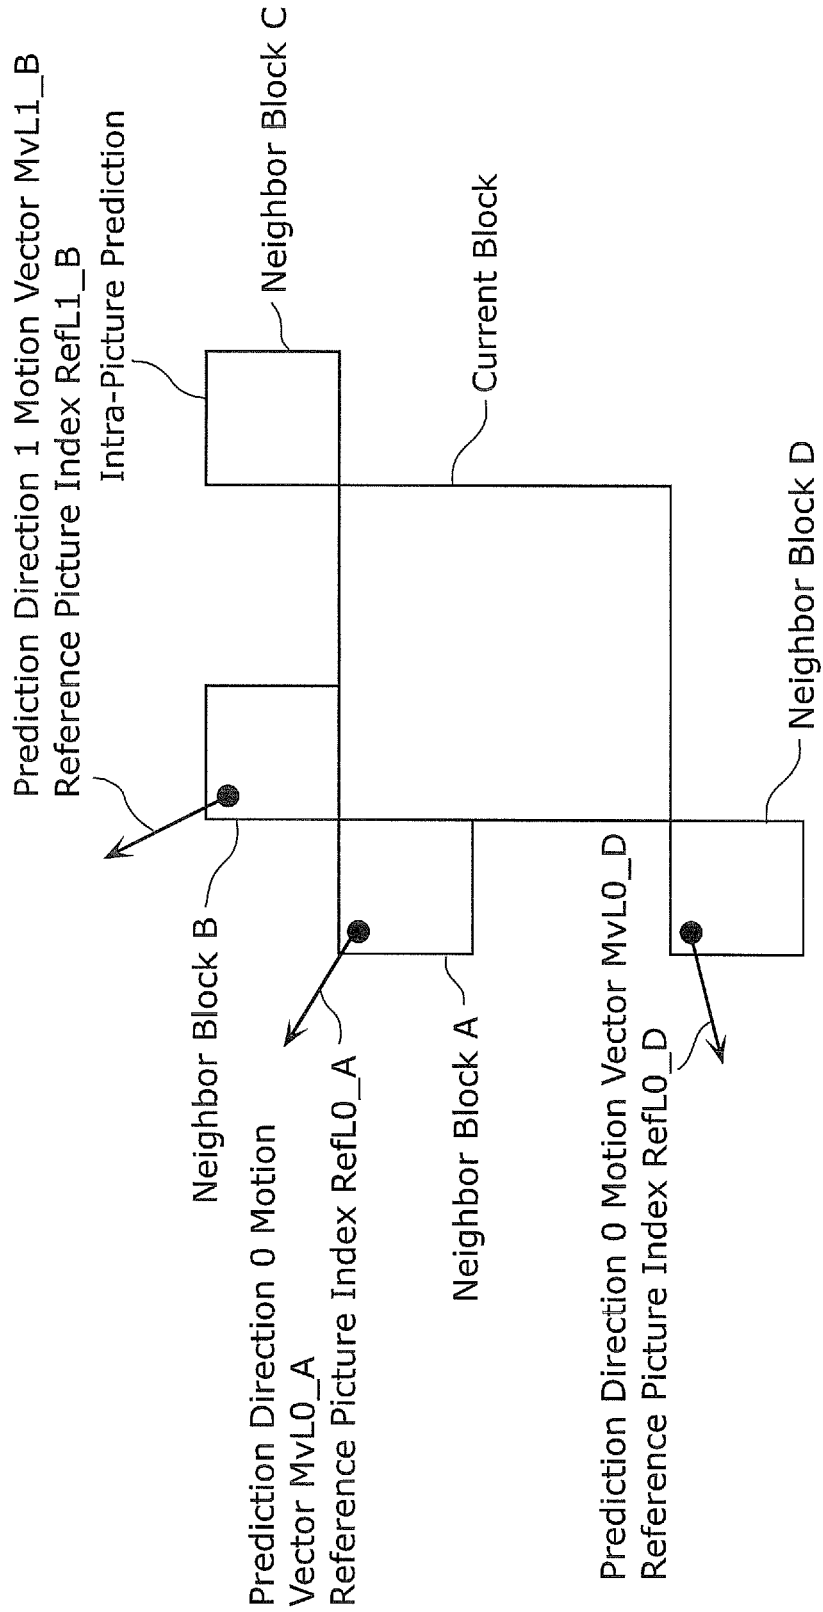 Prediction Direction 1 Motion Vector MvL1_B
Reference Picture Index RefL1_B
Intra-Picture Prediction
Neighbor Block B
Neighbor Block C
Prediction Direction 0 Motion
Vector MvL0_A
Reference Picture Index RefL0_A
Neighbor Block A
Current Block
Prediction Direction 0 Motion Vector MvL0_D
Reference Picture Index RefL0_D
Neighbor Block D